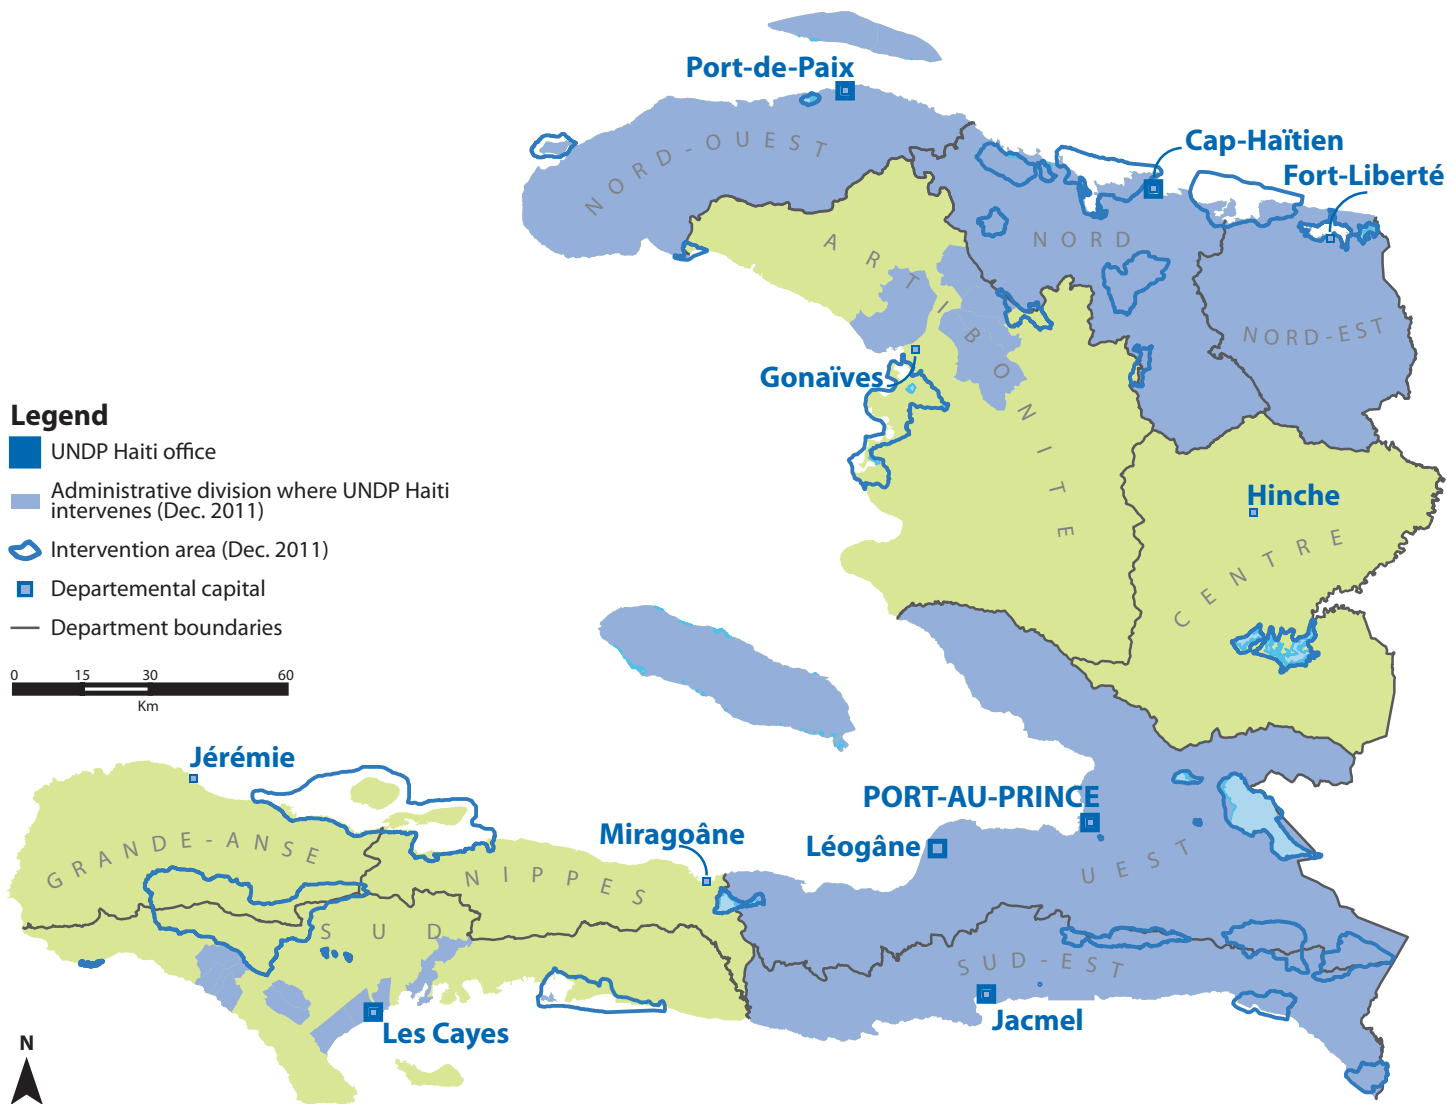 Port-de-Paix
Cap-Haïtien
Fort-Liberté
NORD-OUEST
NORD
ARTIBONITE
NORD-EST
Gonaïves
Legend
UNDP Haiti office
Administrative division where UNDP Haiti
intervenes (Dec. 2011)
Intervention area (Dec. 2011)
Departemental capital
Department boundaries
0 15 30 60
Km
Hinche
CENTRE
Jérémie
PORT-AU-PRINCE
Miragoâne
Léogâne
GRANDE-ANSE
NIPPES
UEST
SUD
SUD-EST
Jacmel
Les Cayes
N